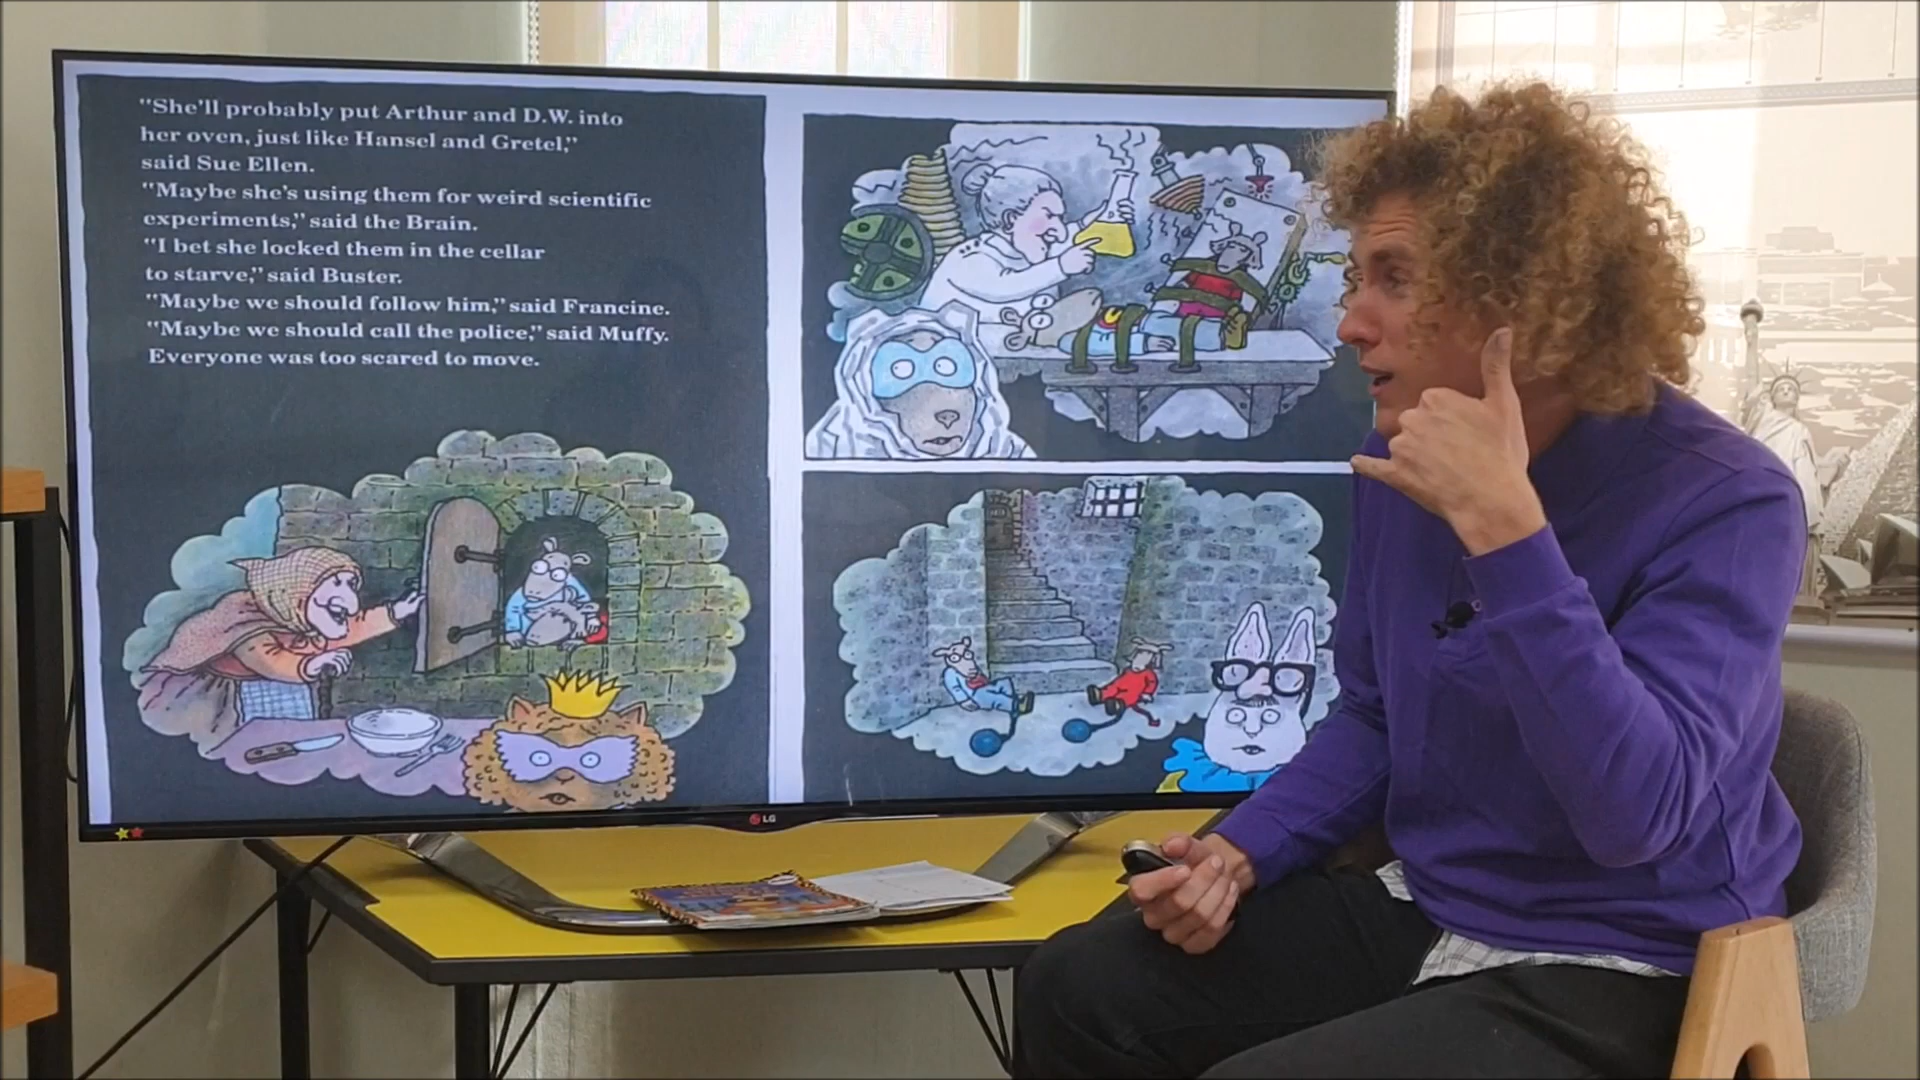 "She'll probably put Arthur and D.W. into
her oven, just like Hansel and Gretel,"
said Sue Ellen.
"Maybe she's using them for weird scientific
experiments," said the Brain.
"I bet she locked them in the cellar
to starve," said Buster.
"Maybe we should follow him," said Francine.
"Maybe we should call the police," said Muffy.
Everyone was too scared to move.
LG